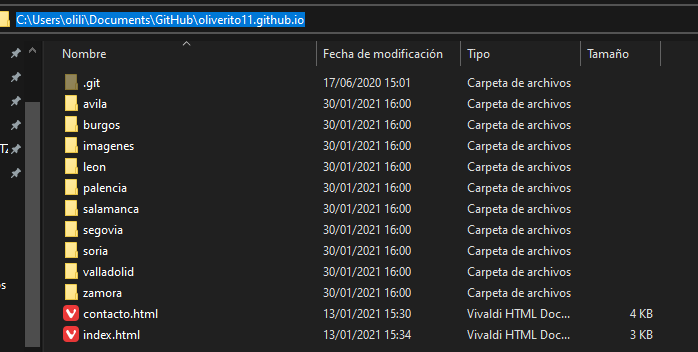 C:\Users\olili\Documents\GitHub\oliverito11.github.io
Nombre Fecha de modificación Tipo Tamaño
.git 17/06/2020 15:01 Carpeta de archivos
avila 30/01/2021 16:00 Carpeta de archivos
burgos 30/01/2021 16:00 Carpeta de archivos
imagenes 30/01/2021 16:00 Carpeta de archivos
leon 30/01/2021 16:00 Carpeta de archivos
palencia 30/01/2021 16:00 Carpeta de archivos
salamanca 30/01/2021 16:00 Carpeta de archivos
segovia 30/01/2021 16:00 Carpeta de archivos
soria 30/01/2021 16:00 Carpeta de archivos
valladolid 30/01/2021 16:00 Carpeta de archivos
zamora 30/01/2021 16:00 Carpeta de archivos
contacto.html 13/01/2021 15:30 Vivaldi HTML Doc... 4 KB
index.html 13/01/2021 15:34 Vivaldi HTML Doc... 3 KB